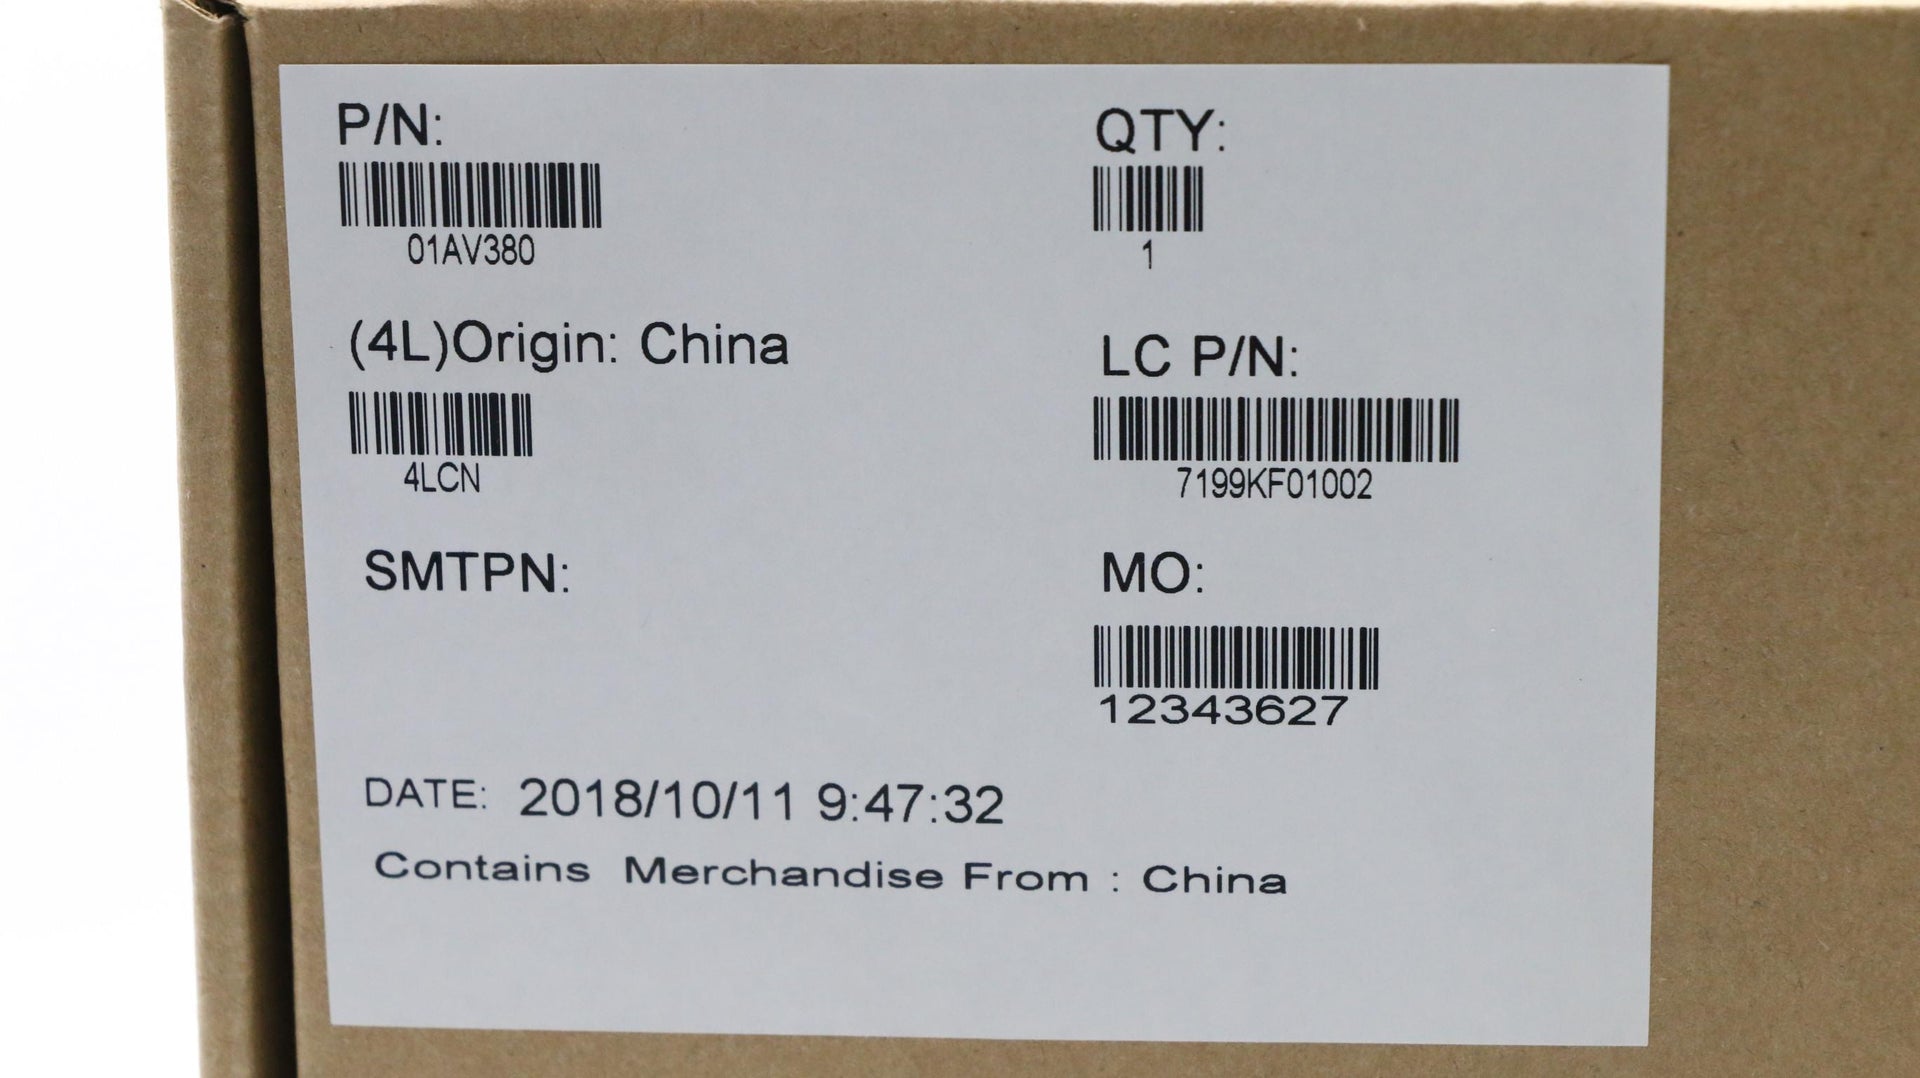 P/N:
01AV380
QTY:
1
(4L)Origin: China
4LCN
LC P/N:
7199KF01002
SMTPN:
MO:
12343627
DATE: 2018/10/11 9:47:32
Contains Merchandise From : China